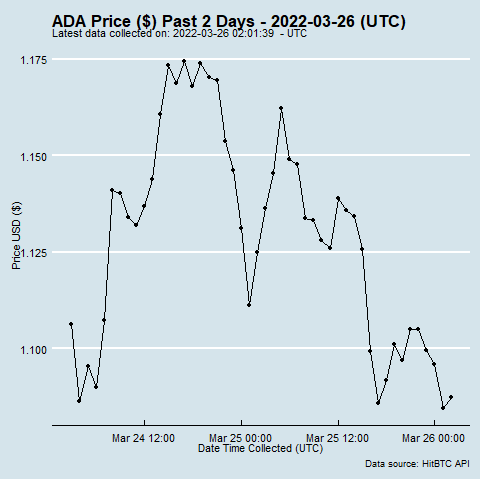 ADA Price ($) Past 2 Days - 2022-03-26 (UTC)
Latest data collected on: 2022-03-26 02:01:39  - UTC
1.175
1.150
1.125
1.100
Price USD ($)
Mar 24 12:00 Mar 25 00:00 Mar 25 12:00 Mar 26 00:00
Date Time Collected (UTC)
Data source: HitBTC API